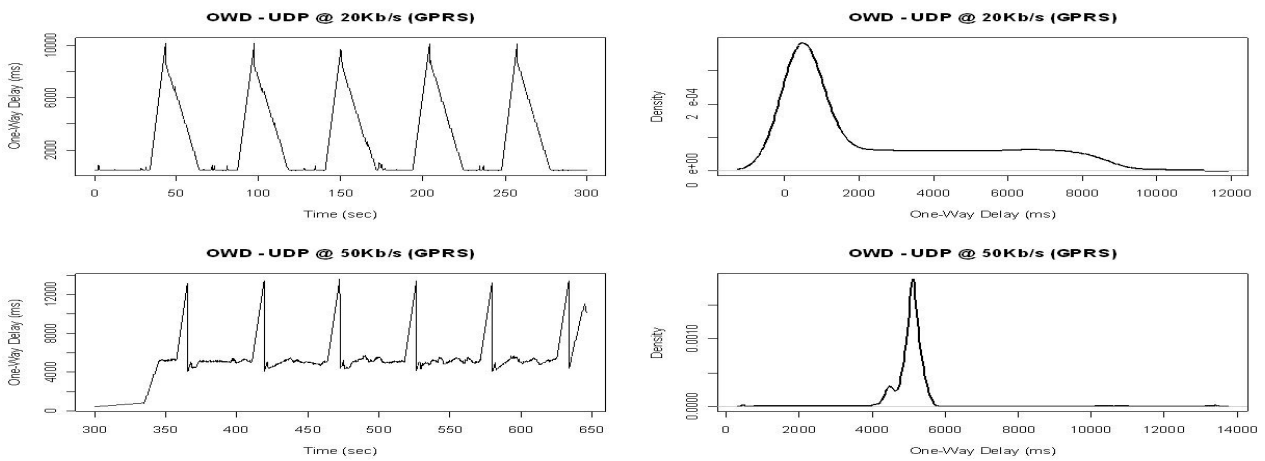 OWD - UDP @ 20Kb/s (GPRS)
One-Way Delay (ms)
10000
6000
2000
0 50 100 150 200 250 300
Time (sec)
OWD - UDP @ 20Kb/s (GPRS)
Density
2 e-04
0 e+00
0 2000 4000 6000 8000 10000 12000
One-Way Delay (ms)
OWD - UDP @ 50Kb/s (GPRS)
One-Way Delay (ms)
12000
8000
4000
0
300 350 400 450 500 550 600 650
Time (sec)
OWD - UDP @ 50Kb/s (GPRS)
Density
0.0010
0.0000
0 2000 4000 6000 8000 10000 12000 14000
One-Way Delay (ms)